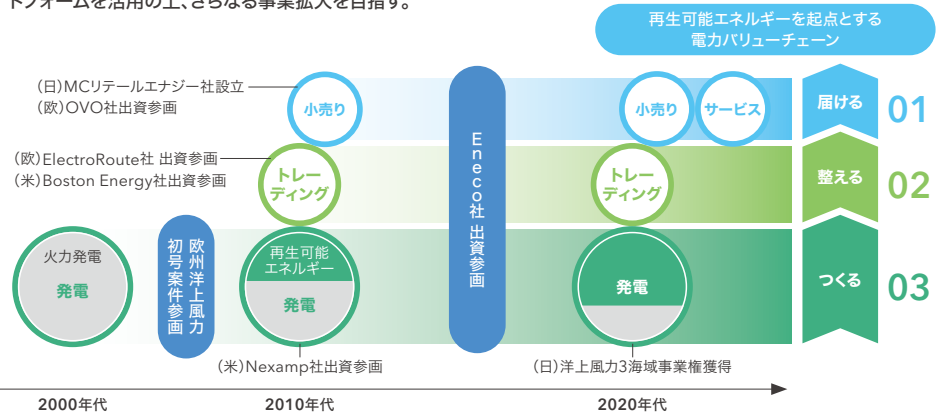 トフォームを活用の上、さらなる事業拡大を目指す。
再生可能エネルギーを起点とする
電力バリューチェーン
(日)MCリテールエナジー社設立
(欧)OVO社出資参画
小売り
小売り
サービス
届ける
01
(欧)ElectroRoute社 出資参画
(米)Boston Energy社出資参画
トレー
ディング
Eneco社 出資参画
トレー
ディング
整える
02
火力発電
発電
欧州洋上風力
初号案件参画
再生可能
エネルギー
発電
発電
つくる
03
(米)Nexamp社出資参画
(日)洋上風力3海域事業権獲得
2000年代
2010年代
2020年代